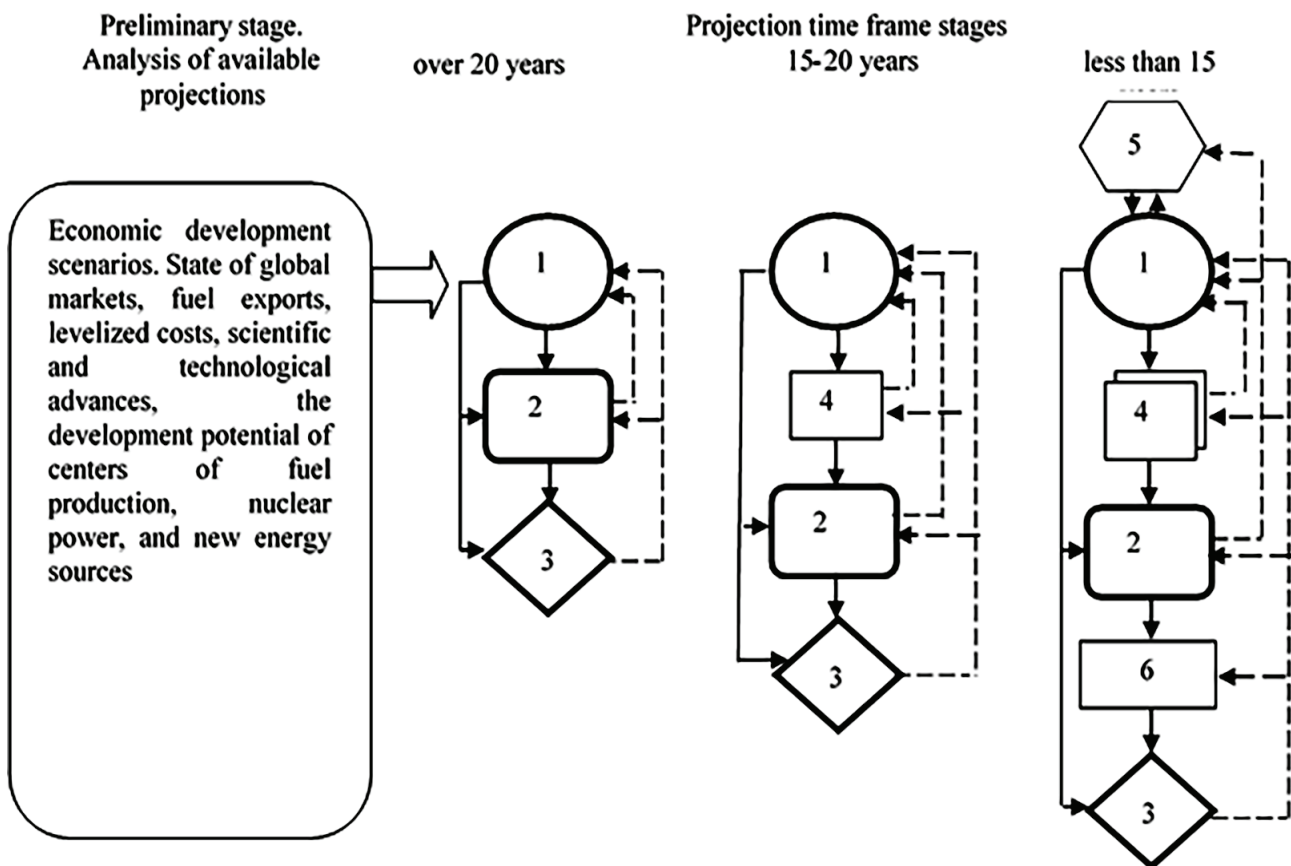 Preliminary stage.
Analysis of available
projections
over 20 years
Projection time frame stages
15-20 years
less than 15
Economic development
scenarios. State of global
markets, fuel exports,
levelized costs, scientific
and technological
advances, the
development potential of
centers of fuel
production, nuclear
power, and new energy
sources
1
2
3
1
4
2
3
5
1
4
2
6
3